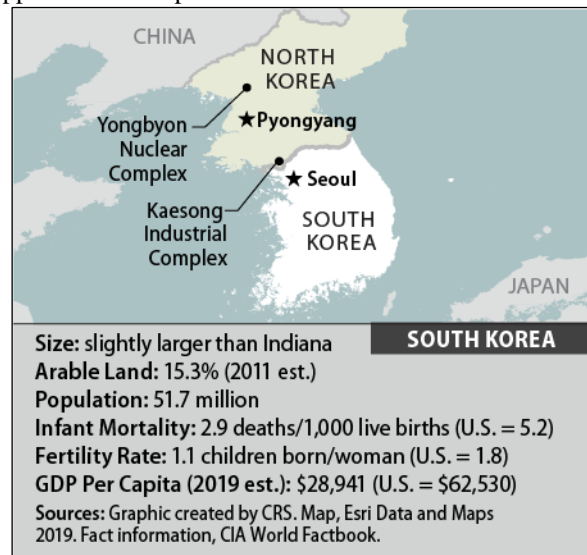 CHINA
NORTH
KOREA
Yongbyon
Nuclear
Complex
★Pyongyang
★ Seoul
Kaesong
Industrial
Complex
SOUTH
KOREA
JAPAN
SOUTH KOREA
Size: slightly larger than Indiana
Arable Land: 15.3% (2011 est.)
Population: 51.7 million
Infant Mortality: 2.9 deaths/1,000 live births (U.S. = 5.2)
Fertility Rate: 1.1 children born/woman (U.S. = 1.8)
GDP Per Capita (2019 est.): $28,941 (U.S. = $62,530)
Sources: Graphic created by CRS. Map, Esri Data and Maps
2019. Fact information, CIA World Factbook.